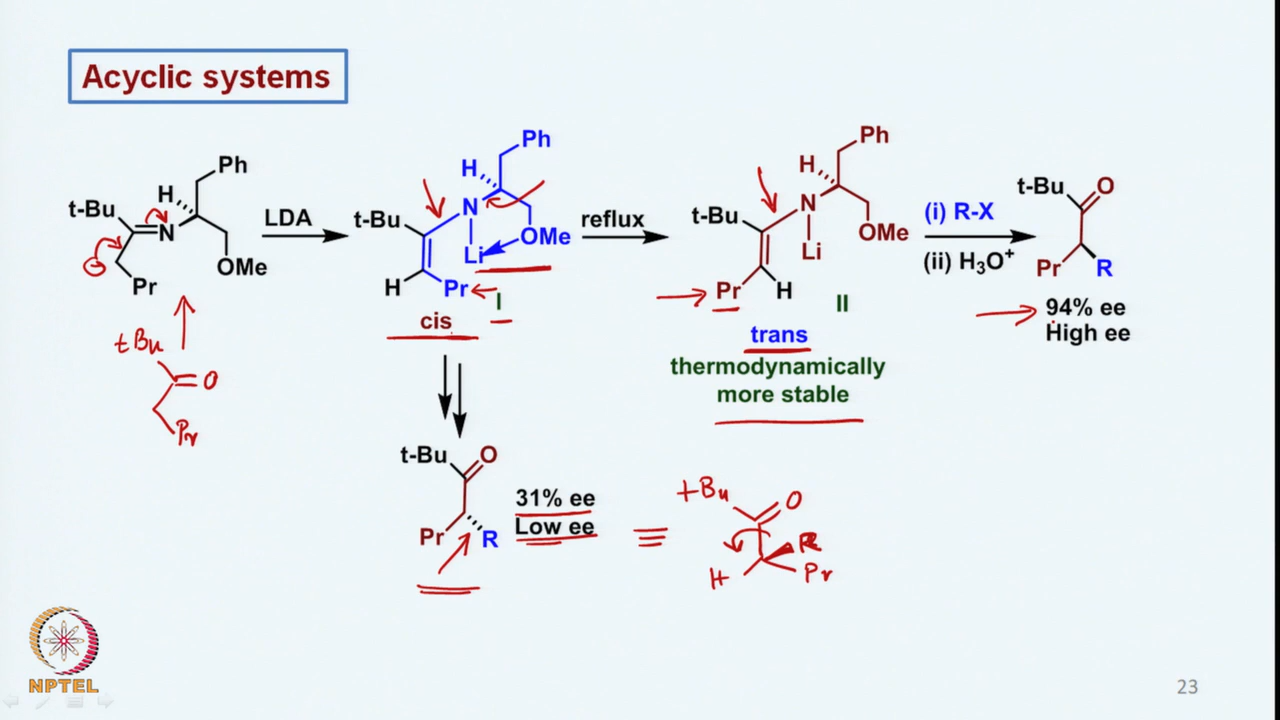 Acyclic systems
t-Bu
H
Ph
N
OMe
Pr
LDA
t-Bu
H
Ph
N
Li
OMe
H
Pr
I
cis
reflux
t-Bu
H
Ph
N
Li
OMe
Pr
H
II
trans
thermodynamically
more stable
(i) R-X
(ii) H₃O⁺
t-Bu
O
Pr
R
94% ee
High ee
tBu
O
Pr
t-Bu
O
Pr
R
31% ee
Low ee
tBu
O
R
H
Pr
NPTEL
23